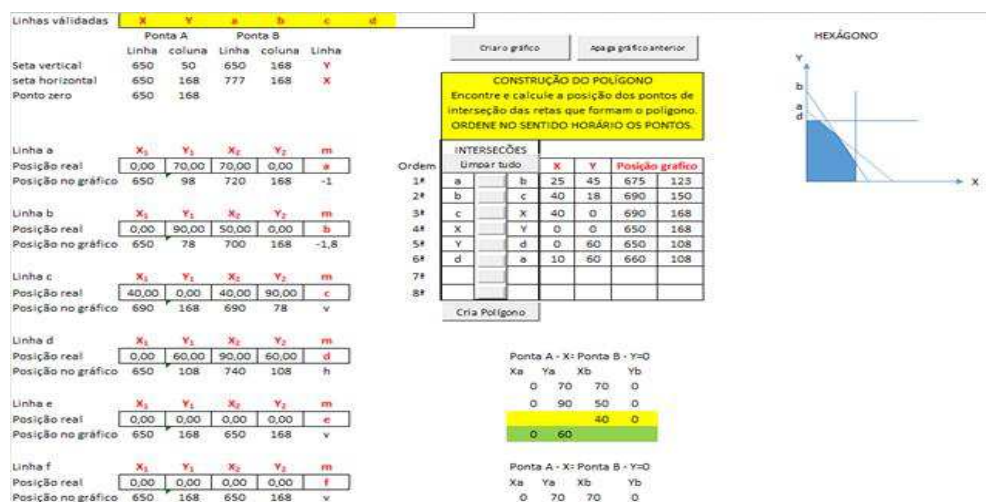 Linhas válidadas X Y a b c d
Ponta A Ponta B
Linha coluna Linha coluna Linha
Seta vertical 650 50 650 168 Y
seta horizontal 650 168 777 168 X
Ponto zero 650 168
Linha a X₁ Y₁ X₂ Y₂ m
Posição real 0,00 70,00 70,00 0,00 a
Posição no gráfico 650 98 720 168 -1
Linha b X₁ Y₁ X₂ Y₂ m
Posição real 0,00 90,00 50,00 0,00 b
Posição no gráfico 650 78 700 168 -1,8
Linha c X₁ Y₁ X₂ Y₂ m
Posição real 40,00 0,00 40,00 90,00 c
Posição no gráfico 690 168 690 78 v
Linha d X₁ Y₁ X₂ Y₂ m
Posição real 0,00 60,00 90,00 60,00 d
Posição no gráfico 650 108 740 108 h
Linha e X₁ Y₁ X₂ Y₂ m
Posição real 0,00 0,00 0,00 0,00 e
Posição no gráfico 650 168 650 168 v
Linha f X₁ Y₁ X₂ Y₂ m
Posição real 0,00 0,00 0,00 0,00 f
Posição no gráfico 650 168 650 168 v
Criar o gráfico Apaga gráfico anterior
CONSTRUÇÃO DO POLÍGONO
Encontre e calcule a posição dos pontos de
interseção das retas que formam o polígono.
ORDENE NO SENTIDO HORÁRIO OS PONTOS.
INTERSECÕES
Ordem Limpar tudo X Y Posição grafico
1ª a b 25 45 675 123
2ª b c 40 18 690 150
3ª c X 40 0 690 168
4ª X Y 0 0 650 168
5ª Y d 0 60 650 108
6ª d a 10 60 660 108
7ª
8ª
Cria Polígono
Ponta A - X= Ponta B - Y=0
Xa Ya Xb Yb
0 70 70 0
0 90 50 0
40 0
0 60
Ponta A - X= Ponta B - Y=0
Xa Ya Xb Yb
0 70 70 0
HEXÁGONO
Y
b
a
d
X